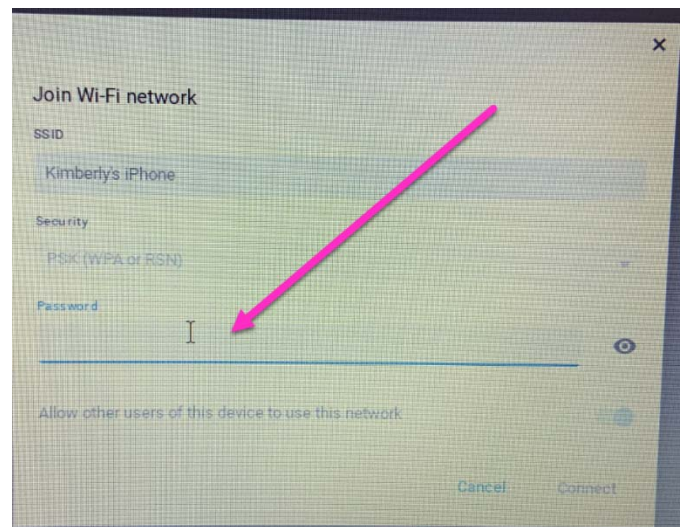 Join Wi-Fi network
SSID
Kimberly's iPhone
Security
PSK (WPA or RSN)
Password
Allow other users of this device to use this network
Cancel Connect